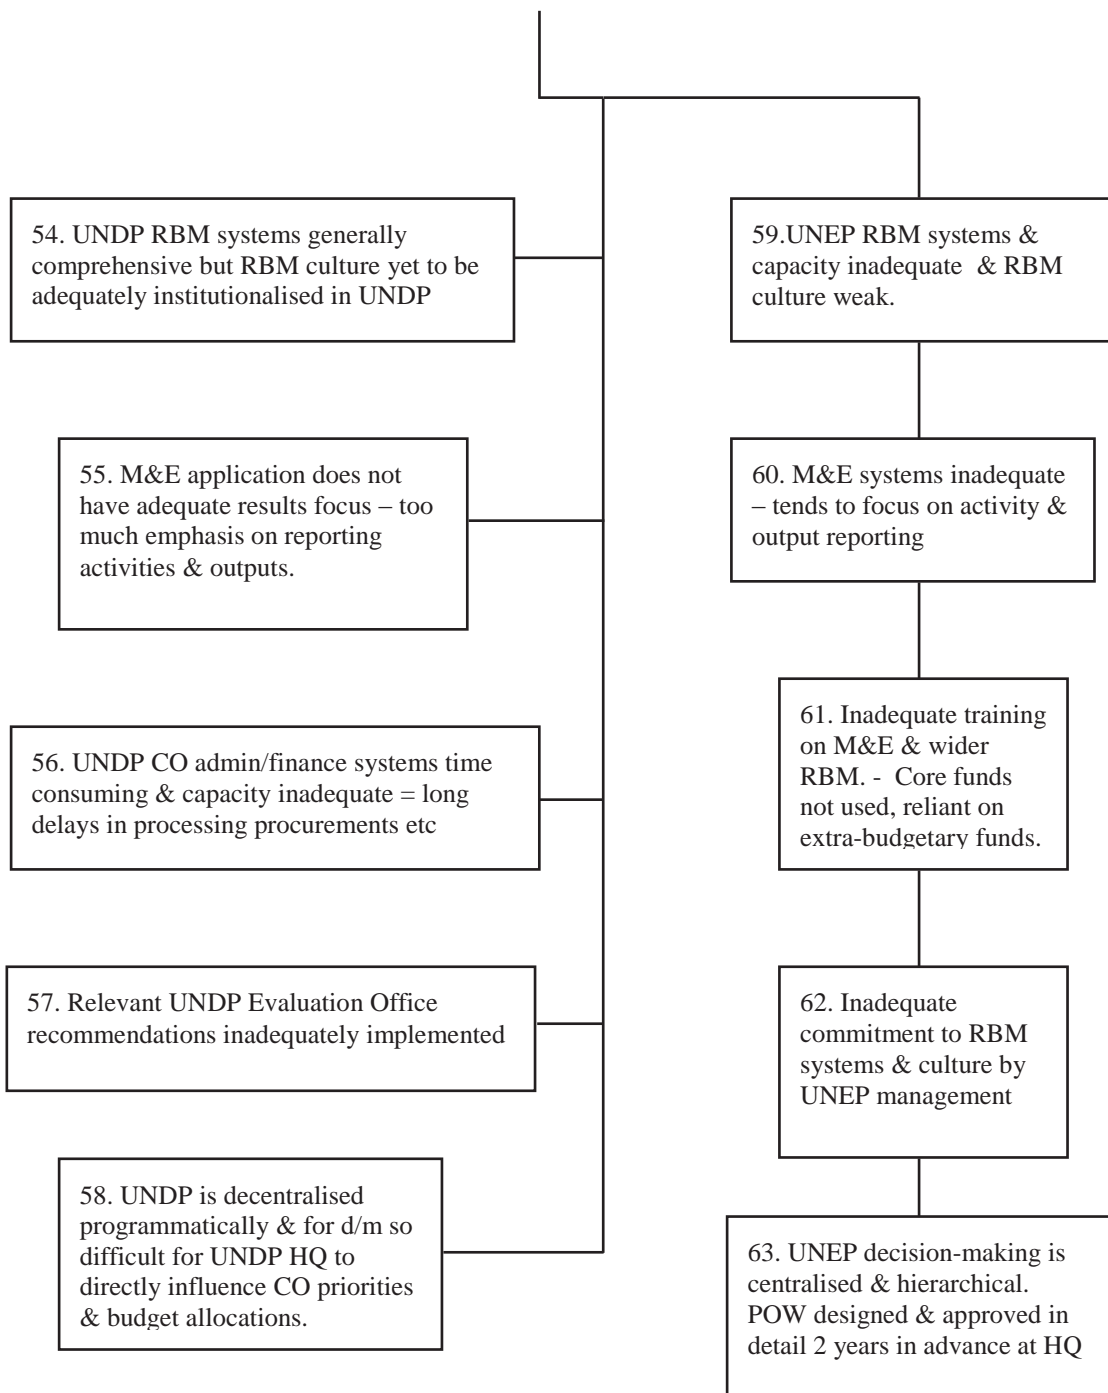 54. UNDP RBM systems generally
comprehensive but RBM culture yet to be
adequately institutionalised in UNDP
55. M&E application does not
have adequate results focus – too
much emphasis on reporting
activities & outputs.
56. UNDP CO admin/finance systems time
consuming & capacity inadequate = long
delays in processing procurements etc
57. Relevant UNDP Evaluation Office
recommendations inadequately implemented
58. UNDP is decentralised
programmatically & for d/m so
difficult for UNDP HQ to
directly influence CO priorities
& budget allocations.
59.UNEP RBM systems &
capacity inadequate & RBM
culture weak.
60. M&E systems inadequate
– tends to focus on activity &
output reporting
61. Inadequate training
on M&E & wider
RBM. - Core funds
not used, reliant on
extra-budgetary funds.
62. Inadequate
commitment to RBM
systems & culture by
UNEP management
63. UNEP decision-making is
centralised & hierarchical.
POW designed & approved in
detail 2 years in advance at HQ